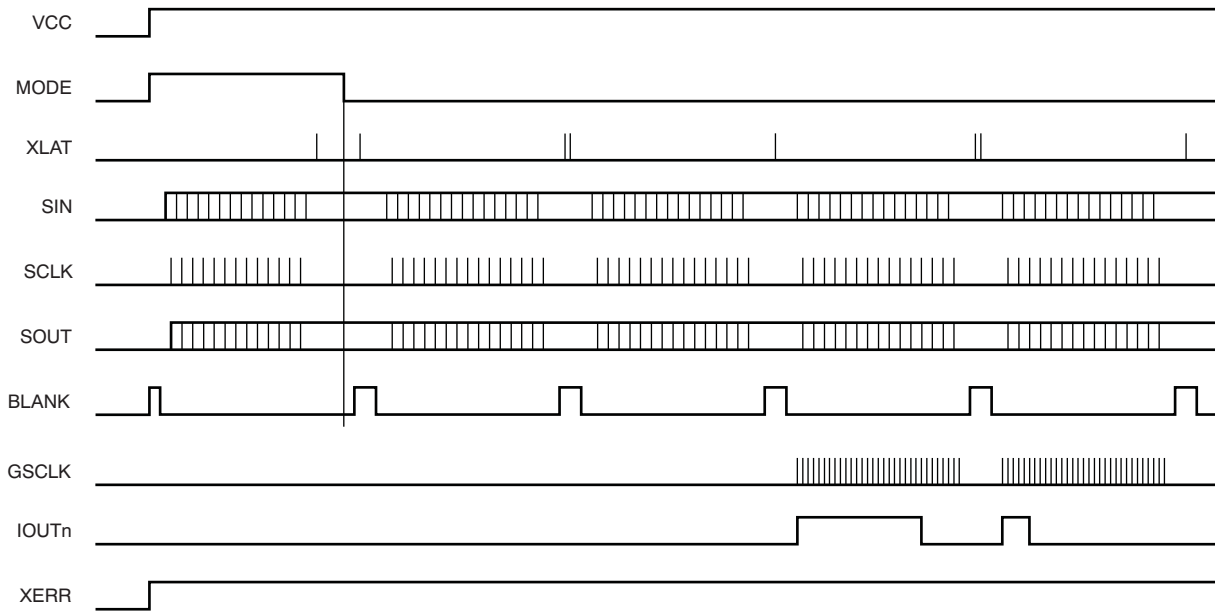 VCC
MODE
XLAT
SIN
SCLK
SOUT
BLANK
GSCLK
IOUTn
XERR